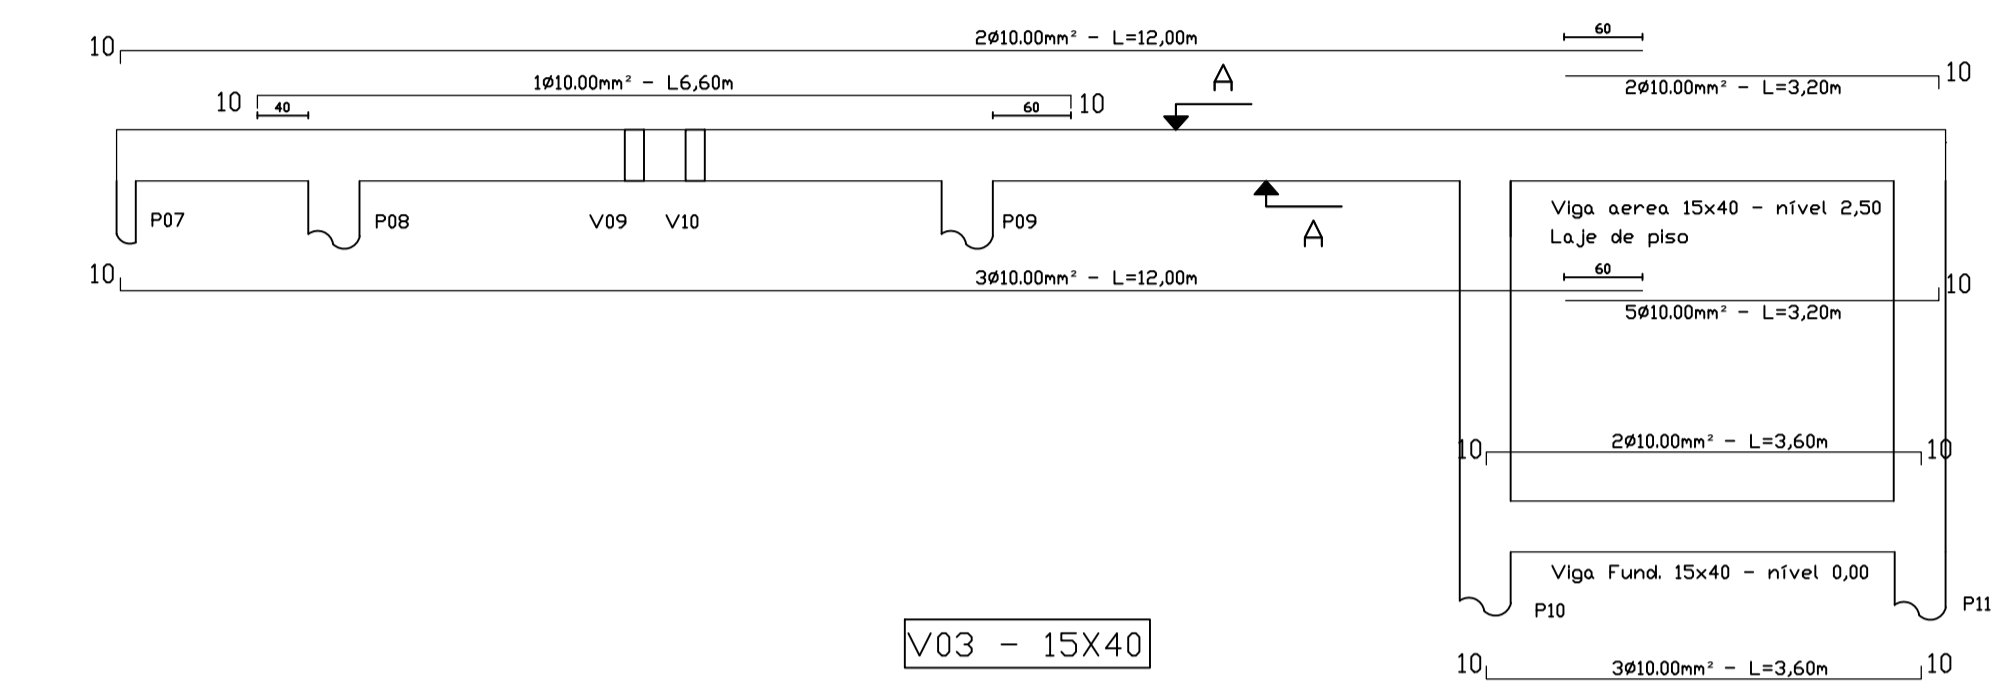 2Ø10.00mm² - L=12,00m
60
10
1Ø10.00mm² - L6,60m
2Ø10.00mm² - L=3,20m
10
10
40
60
10
A
P07
P08
V09
V10
P09
A
Viga aerea 15x40 - nível 2,50
Laje de piso
10
3Ø10.00mm² - L=12,00m
60
10
5Ø10.00mm² - L=3,20m
10
2Ø10.00mm² - L=3,60m
10
Viga Fund. 15x40 - nível 0,00
P10
P11
V03 - 15X40
10
3Ø10.00mm² - L=3,60m
10